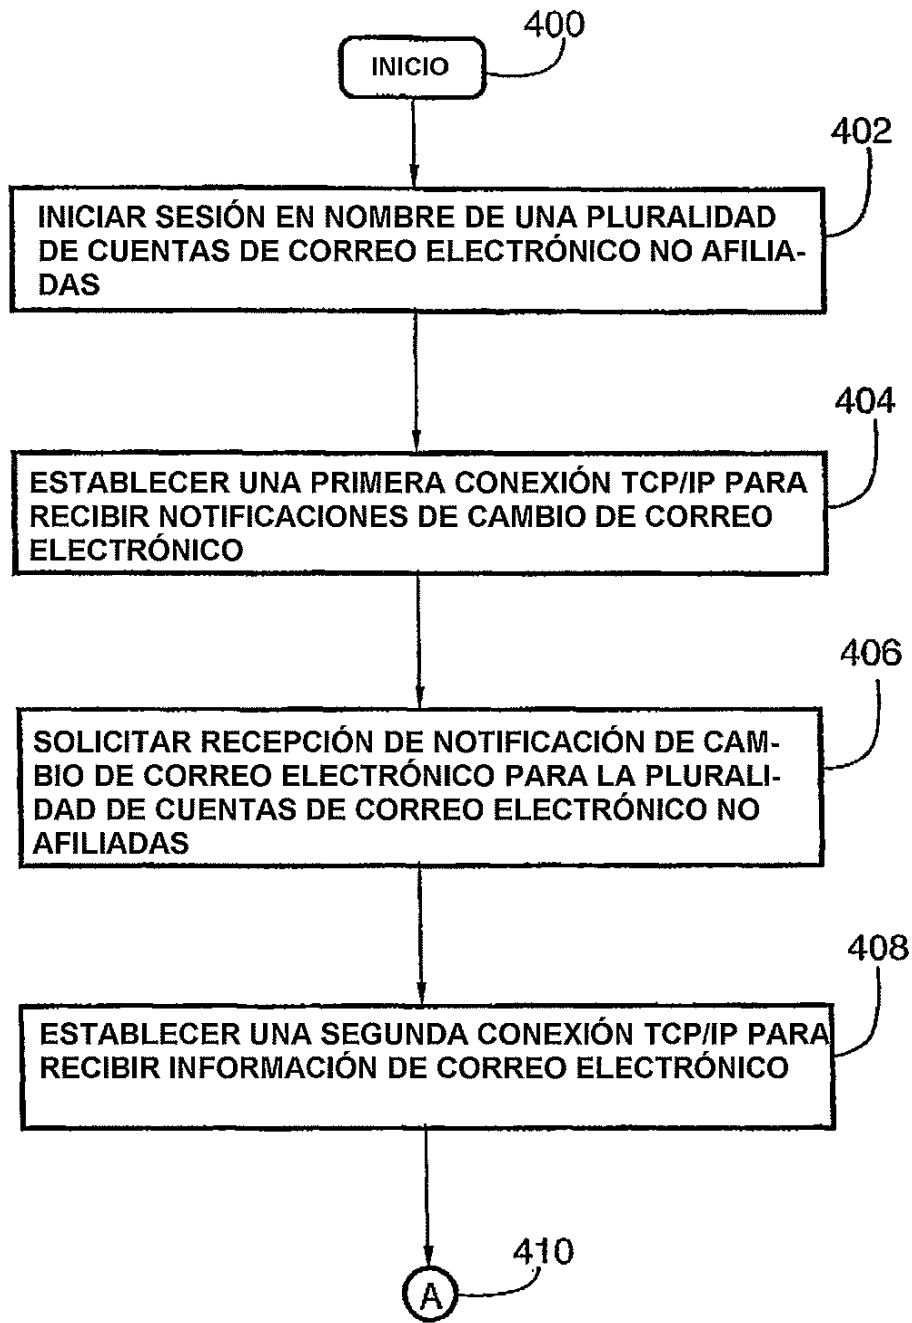 400
INICIO
402
INICIAR SESIÓN EN NOMBRE DE UNA PLURALIDAD
DE CUENTAS DE CORREO ELECTRÓNICO NO AFILIA-
DAS
404
ESTABLECER UNA PRIMERA CONEXIÓN TCP/IP PARA
RECIBIR NOTIFICACIONES DE CAMBIO DE CORREO
ELECTRÓNICO
406
SOLICITAR RECEPCIÓN DE NOTIFICACIÓN DE CAM-
BIO DE CORREO ELECTRÓNICO PARA LA PLURALI-
DAD DE CUENTAS DE CORREO ELECTRÓNICO NO
AFILIADAS
408
ESTABLECER UNA SEGUNDA CONEXIÓN TCP/IP PARA
RECIBIR INFORMACIÓN DE CORREO ELECTRÓNICO
410
A